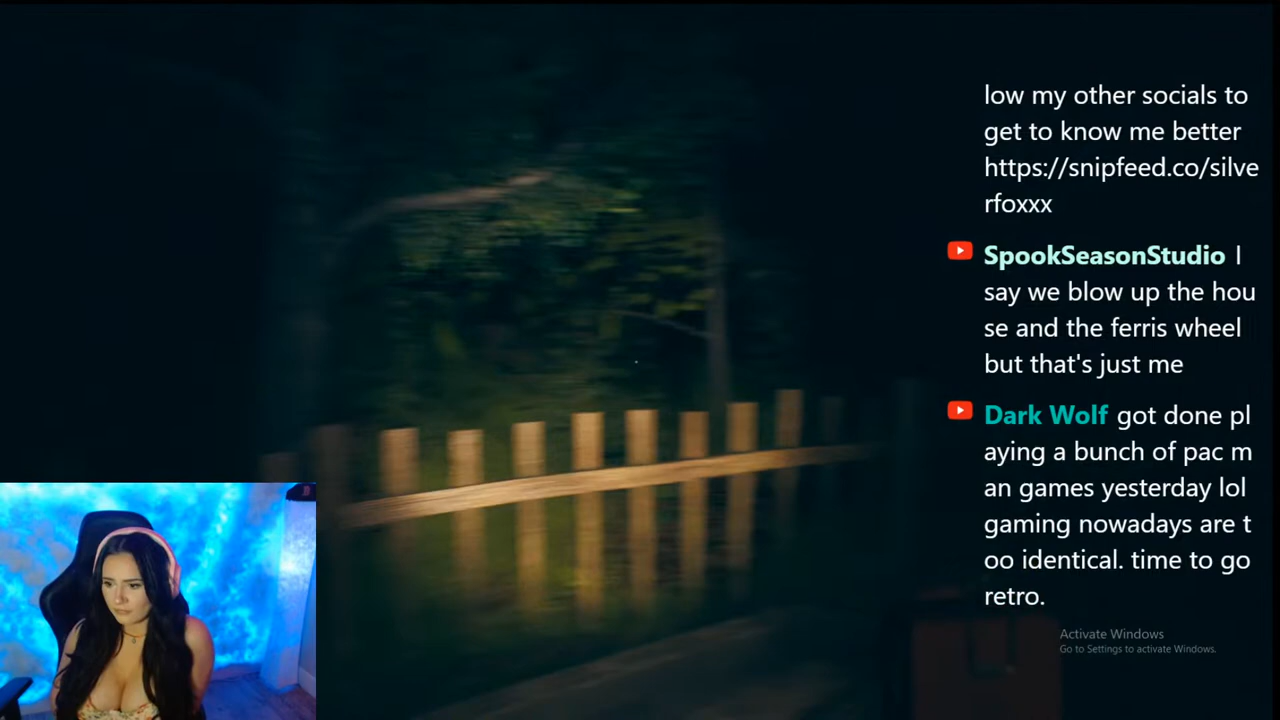 low my other socials to
get to know me better
https://snipfeed.co/silve
rfoxxx
SpookSeasonStudio I
say we blow up the hou
se and the ferris wheel
but that's just me
Dark Wolf got done pl
aying a bunch of pac m
an games yesterday lol
gaming nowadays are t
oo identical. time to go
retro.
Activate Windows
Go to Settings to activate Windows.